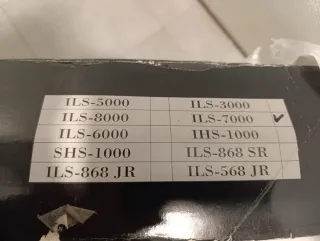 ILS-5000 ILS-3000
ILS-8000 ILS-7000 ✓
ILS-6000 IHS-1000
SHS-1000 ILS-868 SR
ILS-868 JR ILS-568 JR